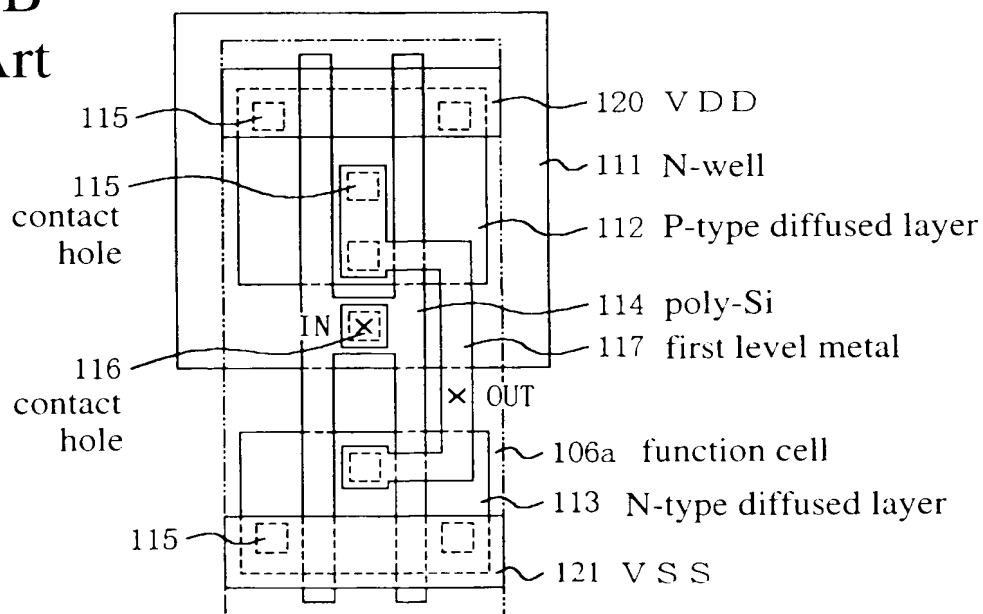 B
Art
115
120 VDD
111 N-well
115
contact
hole
112 P-type diffused layer
114 poly-Si
IN
117 first level metal
116
contact
hole
OUT
106a function cell
113 N-type diffused layer
115
121 VSS